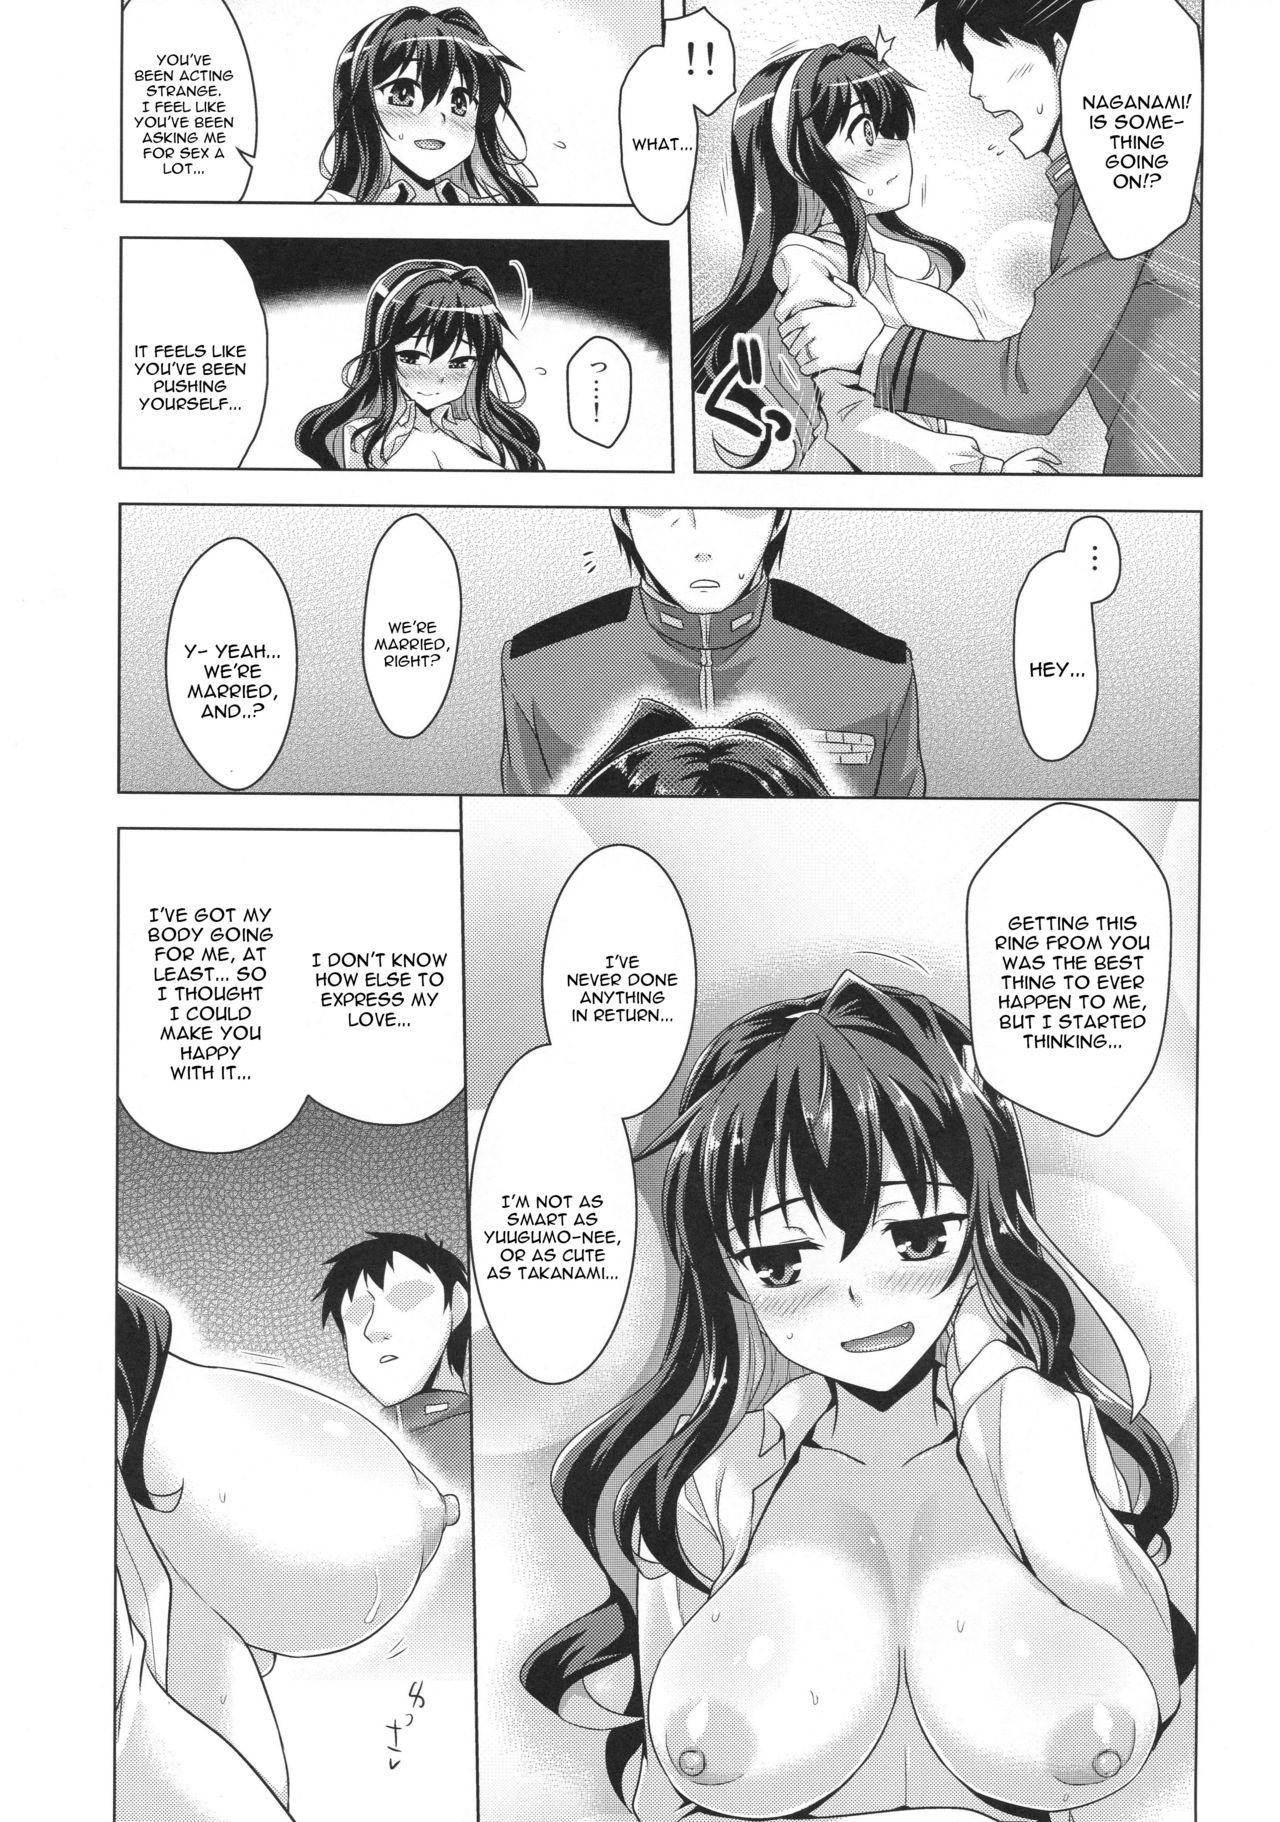 NAGANAMI!
IS SOME-
THING
GOING
ON!?
!!
WHAT...
YOU'VE
BEEN ACTING
STRANGE.
I FEEL LIKE
YOU'VE BEEN
ASKING ME
FOR SEX A
LOT...
っ……!
IT FEELS LIKE
YOU'VE BEEN
PUSHING
YOURSELF...
...
HEY...
WE'RE
MARRIED,
RIGHT?
Y- YEAH...
WE'RE
MARRIED,
AND..?
GETTING THIS
RING FROM YOU
WAS THE BEST
THING TO EVER
HAPPEN TO ME,
BUT I STARTED
THINKING...
I'VE
NEVER DONE
ANYTHING
IN RETURN...
I'M NOT AS
SMART AS
YUUGUMO-NEE,
OR AS CUTE
AS TAKANAMI...
I DON'T KNOW
HOW ELSE TO
EXPRESS MY
LOVE...
I'VE GOT MY
BODY GOING
FOR ME, AT
LEAST... SO
I THOUGHT
I COULD
MAKE YOU
HAPPY
WITH IT...